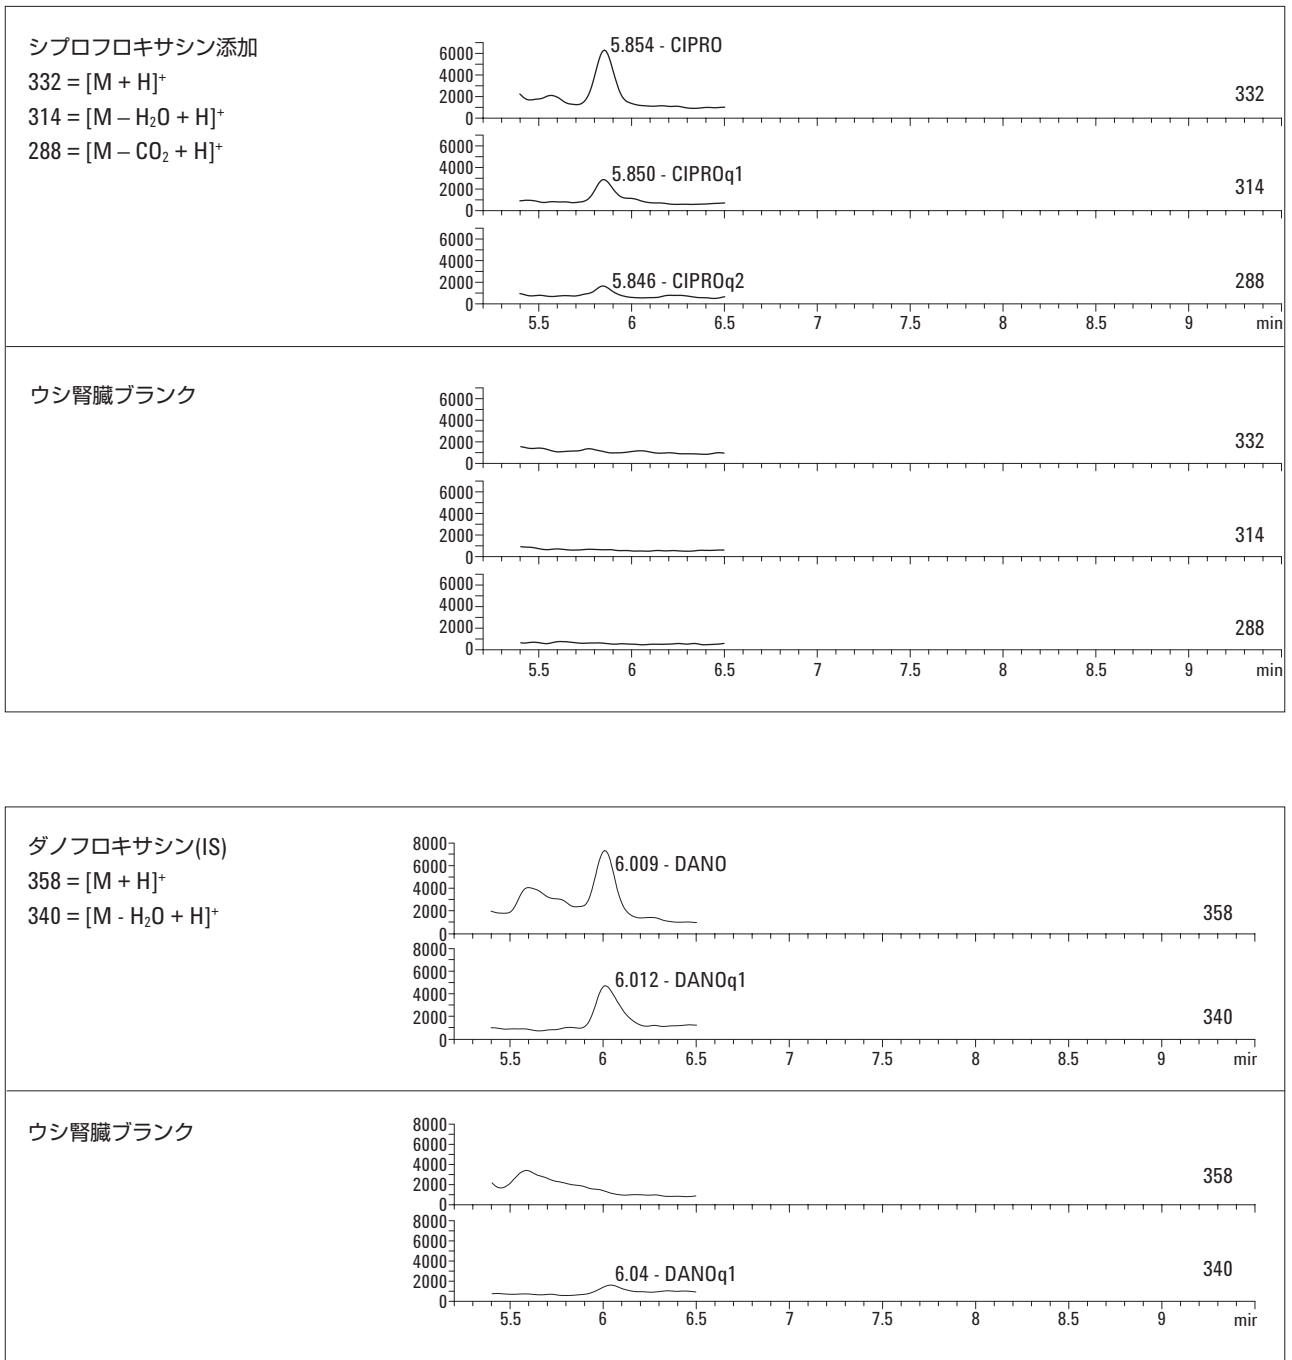 シプロフロキサシン添加
332 = [M + H]⁺
314 = [M – H₂O + H]⁺
288 = [M – CO₂ + H]⁺
6000
4000
2000
0
5.854 - CIPRO
332
6000
4000
2000
0
5.850 - CIPROq1
314
6000
4000
2000
0
5.846 - CIPROq2
288
5.5 6 6.5 7 7.5 8 8.5 9 min
ウシ腎臓ブランク
6000
4000
2000
0
332
6000
4000
2000
0
314
6000
4000
2000
0
288
5.5 6 6.5 7 7.5 8 8.5 9 min
ダノフロキサシン(IS)
358 = [M + H]⁺
340 = [M - H₂O + H]⁺
8000
6000
4000
2000
0
6.009 - DANO
358
8000
6000
4000
2000
0
6.012 - DANOq1
340
5.5 6 6.5 7 7.5 8 8.5 9 mir
ウシ腎臓ブランク
8000
6000
4000
2000
0
358
8000
6000
4000
2000
0
6.04 - DANOq1
340
5.5 6 6.5 7 7.5 8 8.5 9 mir